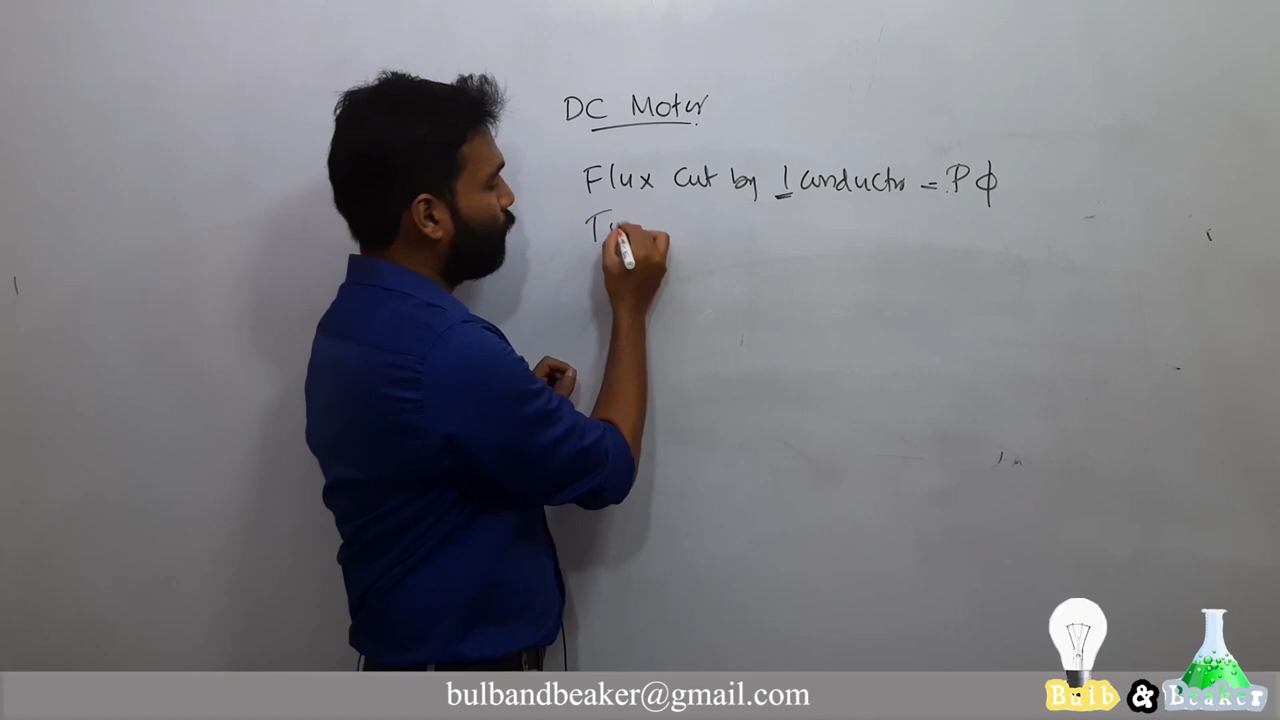 DC Motor
Flux cut by 1 conductor = Pφ
bulbandbeaker@gmail.com
Bulb & Beaker